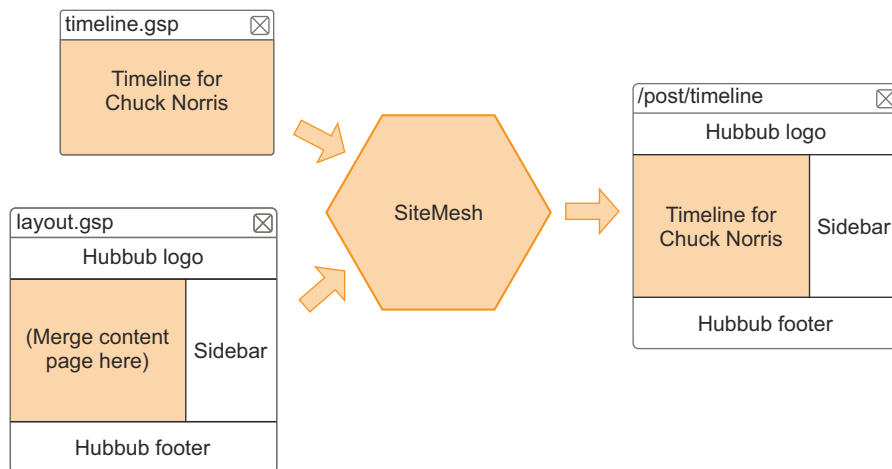 timeline.gsp
Timeline for
Chuck Norris
layout.gsp
Hubbub logo
(Merge content
page here)
Sidebar
Hubbub footer
SiteMesh
/post/timeline
Hubbub logo
Timeline for
Chuck Norris
Sidebar
Hubbub footer